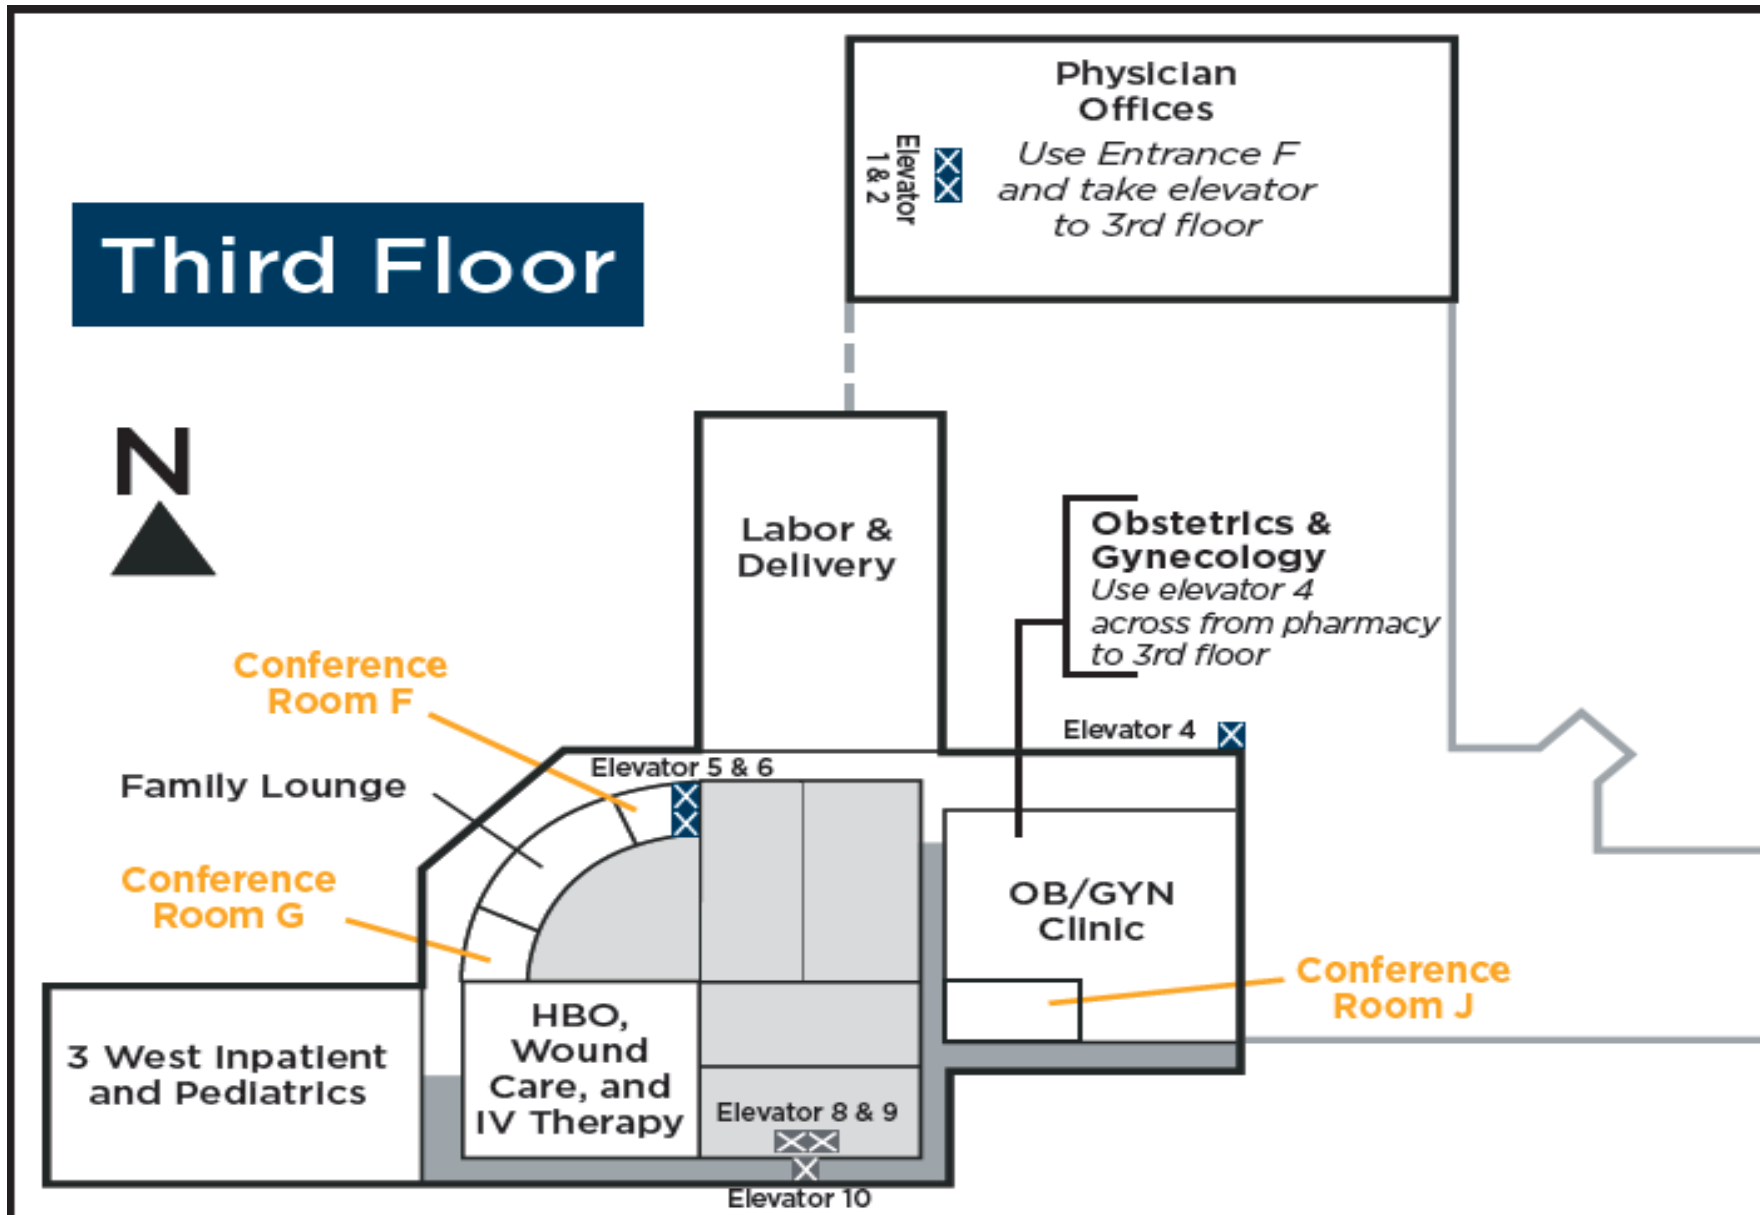 Physician
Offices
Use Entrance F
and take elevator
to 3rd floor
Elevator
1 & 2
Third Floor
N
Labor &
Delivery
Obstetrics &
Gynecology
Use elevator 4
across from pharmacy
to 3rd floor
Conference
Room F
Elevator 4
Elevator 5 & 6
Family Lounge
Conference
Room G
OB/GYN
Clinic
Conference
Room J
HBO,
Wound
Care, and
IV Therapy
3 West Inpatient
and Pediatrics
Elevator 8 & 9
Elevator 10